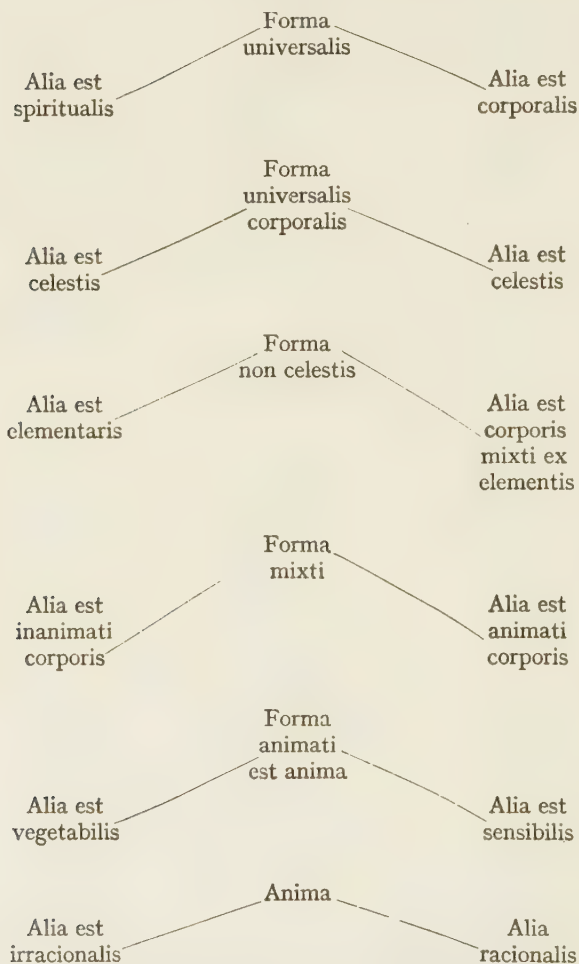 Forma
universalis
Alia est
spiritualis
Alia est
corporalis
Forma
universalis
corporalis
Alia est
celestis
Alia est
celestis
Forma
non celestis
Alia est
elementaris
Alia est
corporis
mixti ex
elementis
Forma
mixti
Alia est
inanimati
corporis
Alia est
animati
corporis
Forma
animati
est anima
Alia est
vegetabilis
Alia est
sensibilis
Anima
Alia est
irracionalis
Alia
racionalis